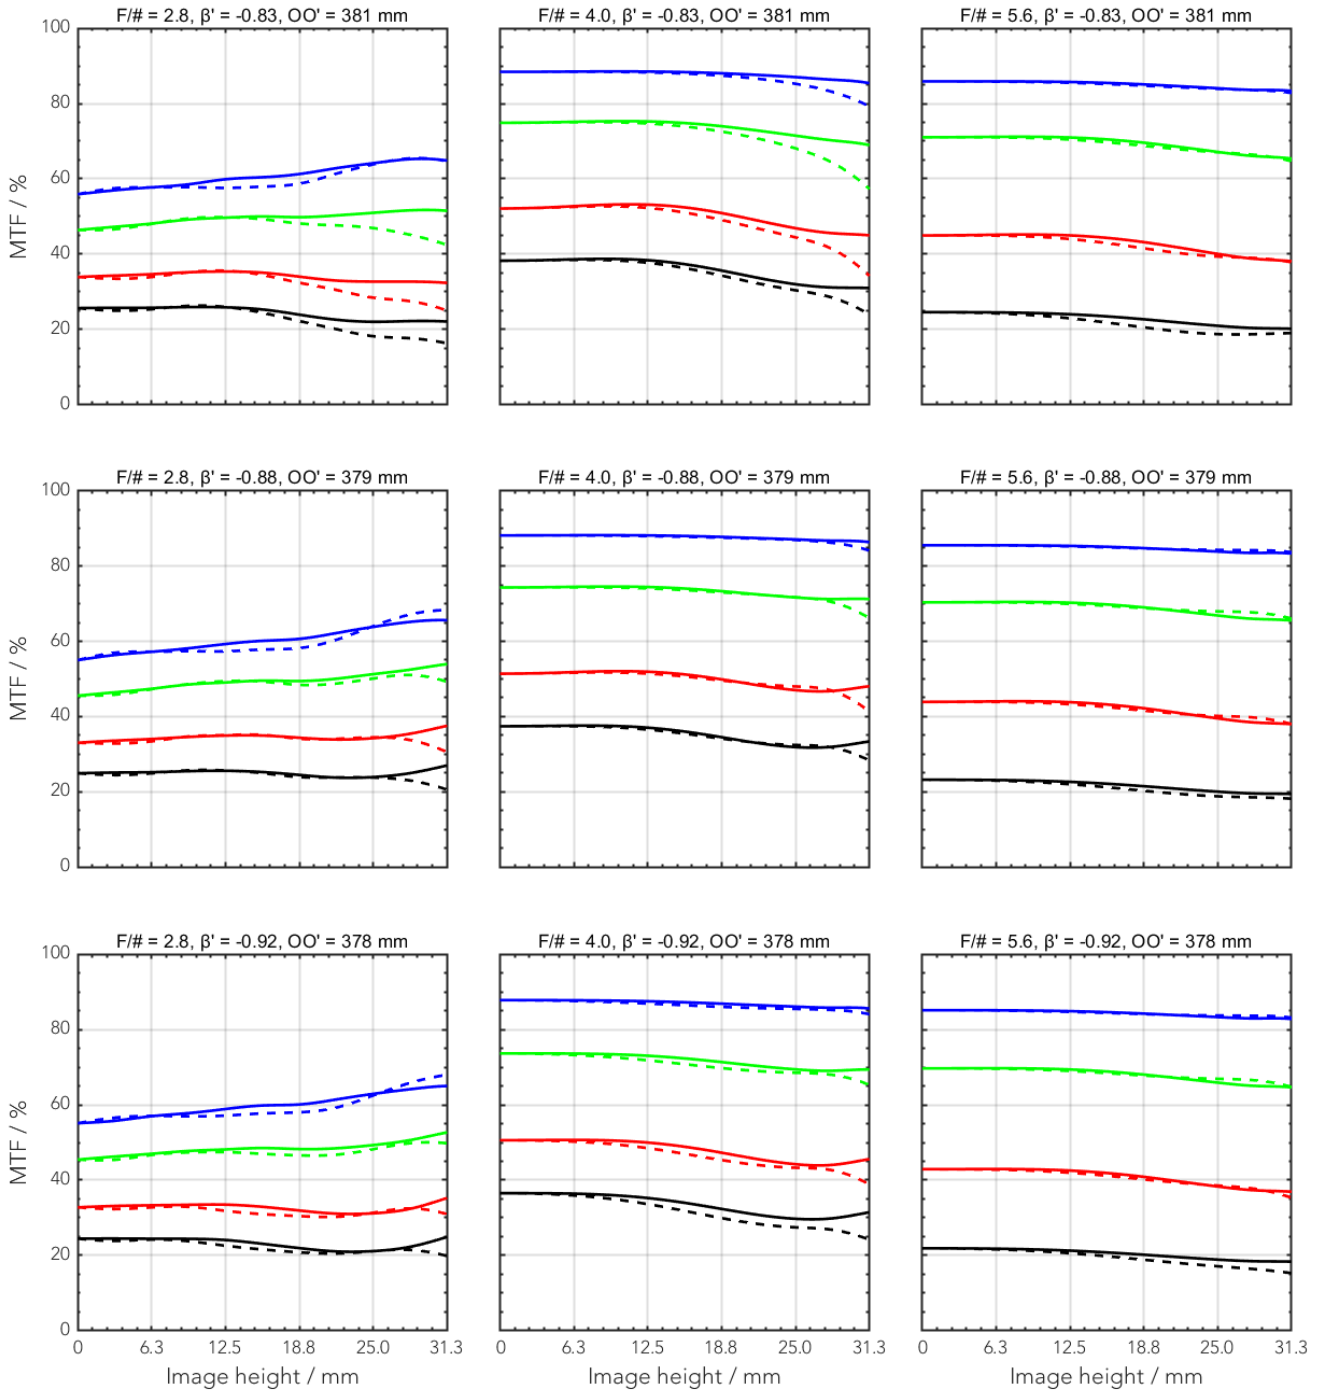 F/# = 2.8, β' = -0.83, OO' = 381 mm
F/# = 4.0, β' = -0.83, OO' = 381 mm
F/# = 5.6, β' = -0.83, OO' = 381 mm
100
80
60
40
20
0
MTF / %
F/# = 2.8, β' = -0.88, OO' = 379 mm
F/# = 4.0, β' = -0.88, OO' = 379 mm
F/# = 5.6, β' = -0.88, OO' = 379 mm
100
80
60
40
20
0
MTF / %
F/# = 2.8, β' = -0.92, OO' = 378 mm
F/# = 4.0, β' = -0.92, OO' = 378 mm
F/# = 5.6, β' = -0.92, OO' = 378 mm
100
80
60
40
20
0
MTF / %
0 6.3 12.5 18.8 25.0 31.3
0 6.3 12.5 18.8 25.0 31.3
0 6.3 12.5 18.8 25.0 31.3
Image height / mm
Image height / mm
Image height / mm